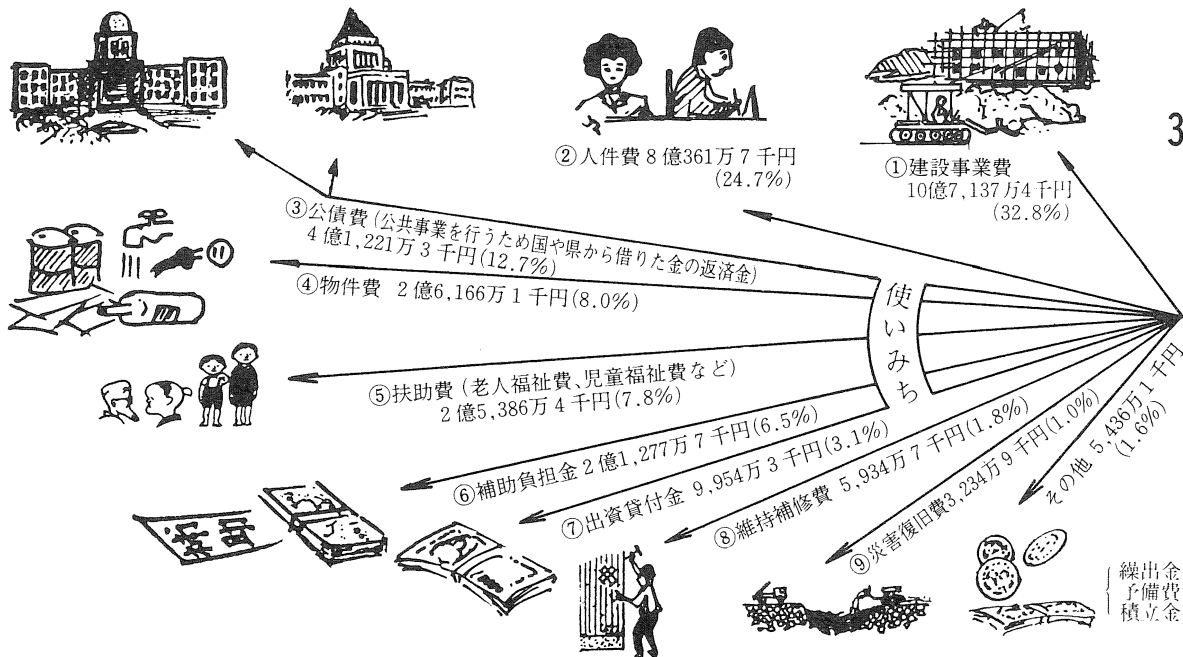 3
①建設事業費
10億7,137万4千円
(32.8%)
②人件費8億361万7千円
(24.7%)
③公債費(公共事業を行うため国や県から借りた金の返済金)
4億1,221万3千円(12.7%)
④物件費 2億6,166万1千円(8.0%)
⑤扶助費(老人福祉費、児童福祉費など)
2億5,386万4千円(7.8%)
⑥補助負担金2億1,277万7千円(6.5%)
⑦出資貸付金 9,954万3千円(3.1%)
⑧維持補修費 5,934万7千円(1.8%)
⑨災害復旧費3,234万9千円(1.0%)
その他 5,436万1千円
(1.6%)
使いみち
繰出金
予備費
積立金